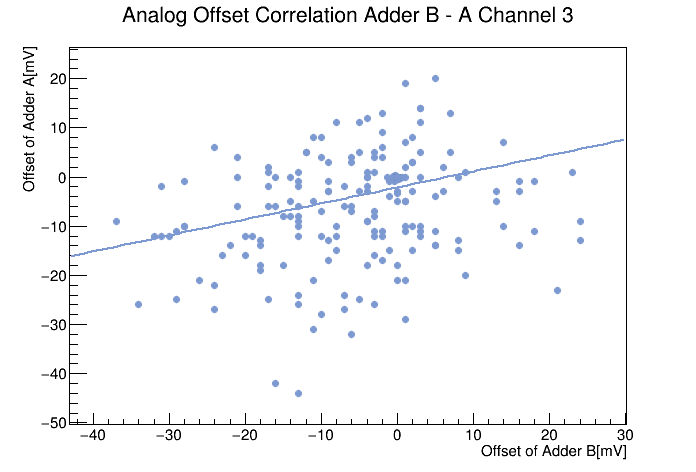 Analog Offset Correlation Adder B - A Channel 3
Offset of Adder A[mV]
20
10
0
−10
−20
−30
−40
−50
−40 −30 −20 −10 0 10 20 30
Offset of Adder B[mV]